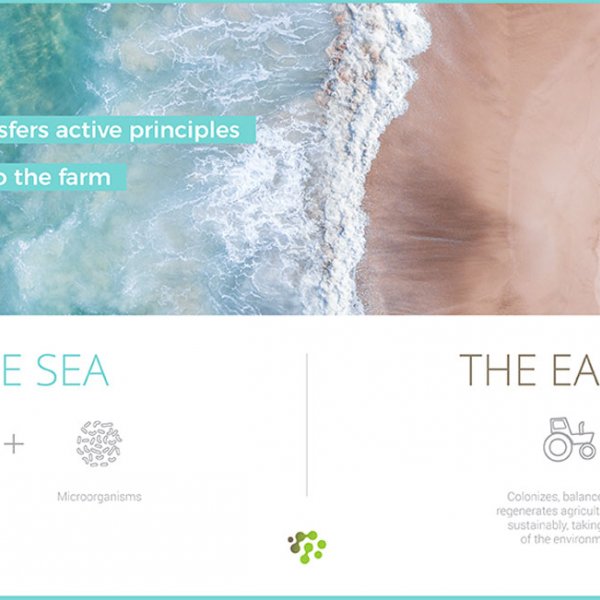 sfers active principles
o the farm
E SEA
THE EA
+
Microorganisms
Colonizes, balance
regenerates agricult
sustainably, taking
of the environm